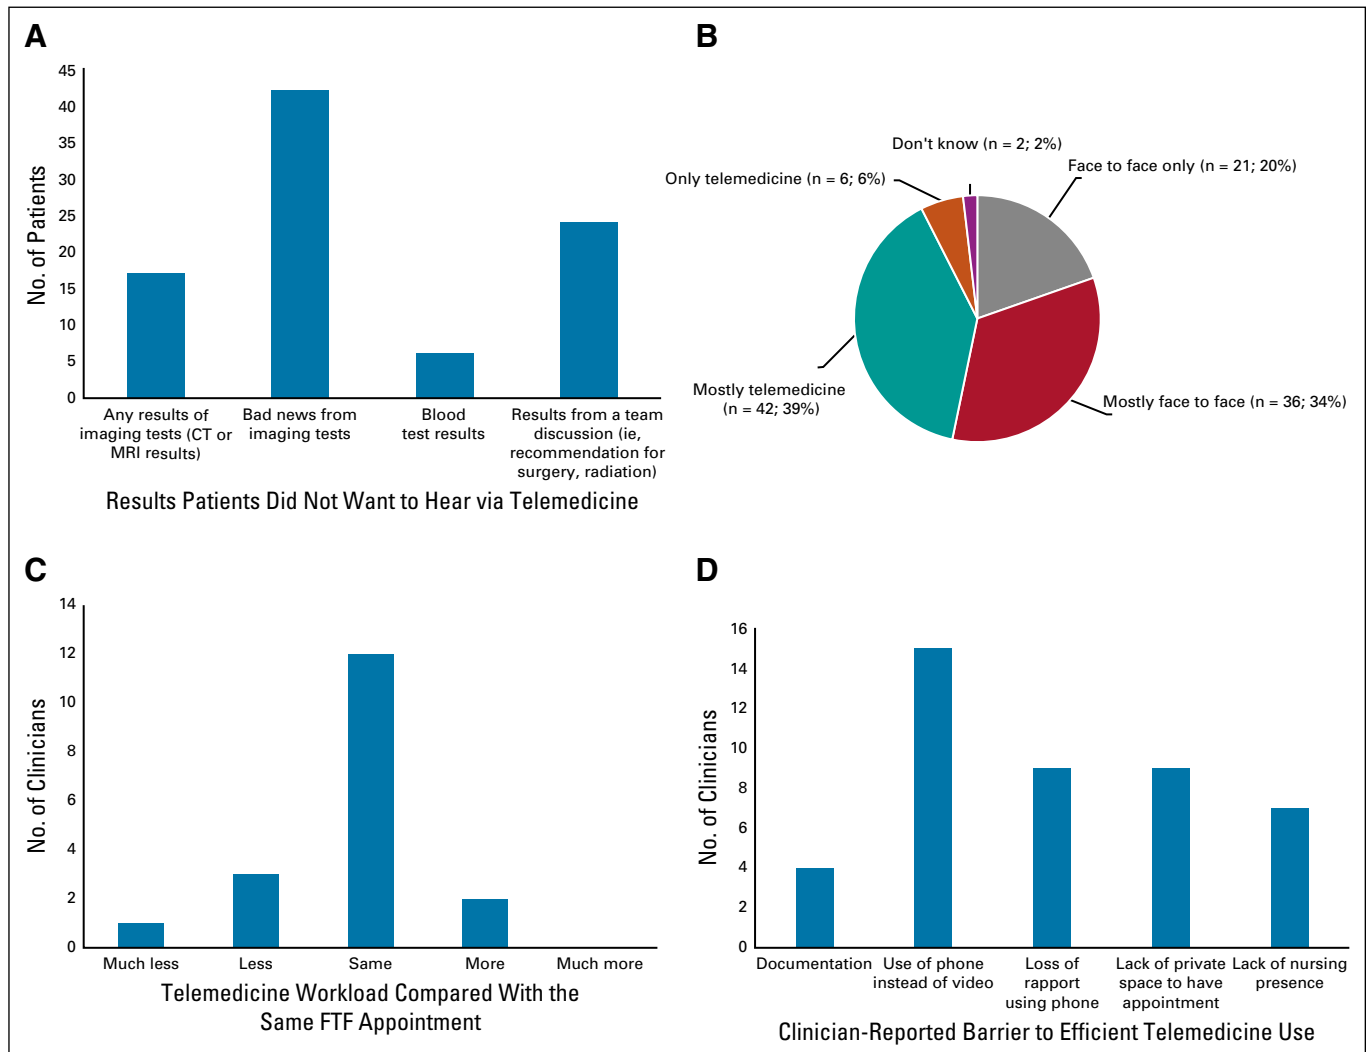 A
45
40
35
30
25
20
15
10
5
0
No. of Patients
Any results of
imaging tests (CT or
MRI results)
Bad news from
imaging tests
Blood
test results
Results from a team
discussion (ie,
recommendation for
surgery, radiation)
Results Patients Did Not Want to Hear via Telemedicine
B
Don't know (n = 2; 2%)
Face to face only (n = 21; 20%)
Only telemedicine (n = 6; 6%)
Mostly telemedicine
(n = 42; 39%)
Mostly face to face (n = 36; 34%)
C
14
12
10
8
6
4
2
0
No. of Clinicians
Much less
Less
Same
More
Much more
Telemedicine Workload Compared With the
Same FTF Appointment
D
16
14
12
10
8
6
4
2
0
No. of Clinicians
Documentation
Use of phone
instead of video
Loss of
rapport
using phone
Lack of private
space to have
appointment
Lack of nursing
presence
Clinician-Reported Barrier to Efficient Telemedicine Use